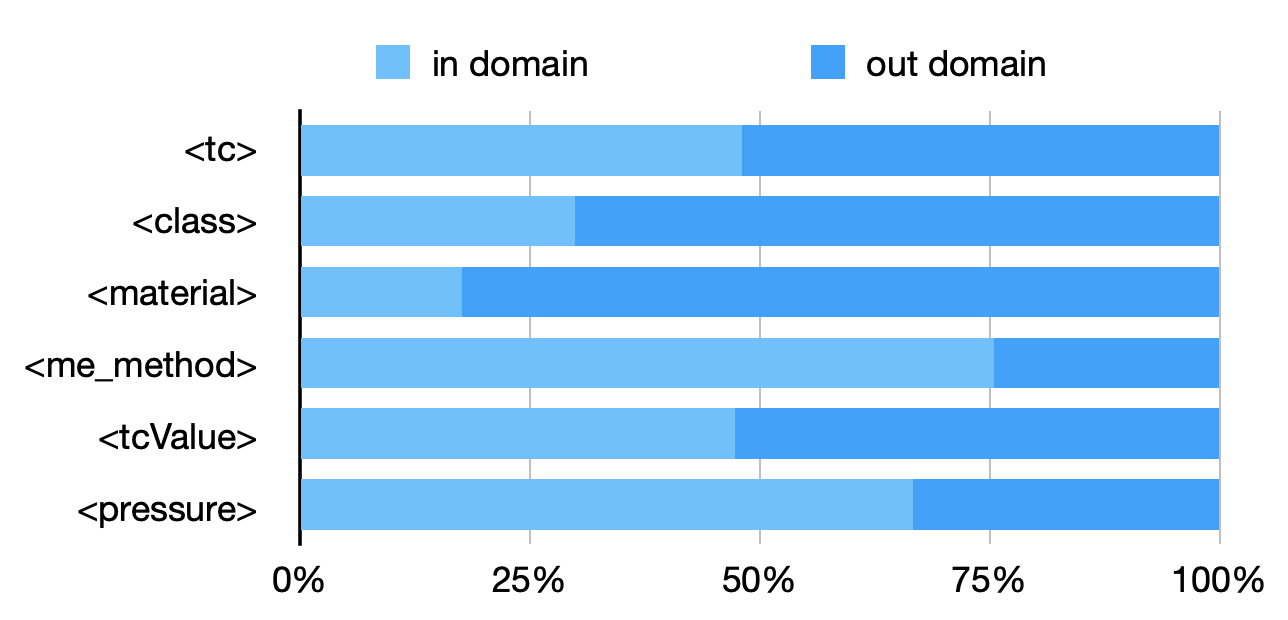 in domain
out domain
<tc>
<class>
<material>
<me_method>
<tcValue>
<pressure>
0% 25% 50% 75% 100%